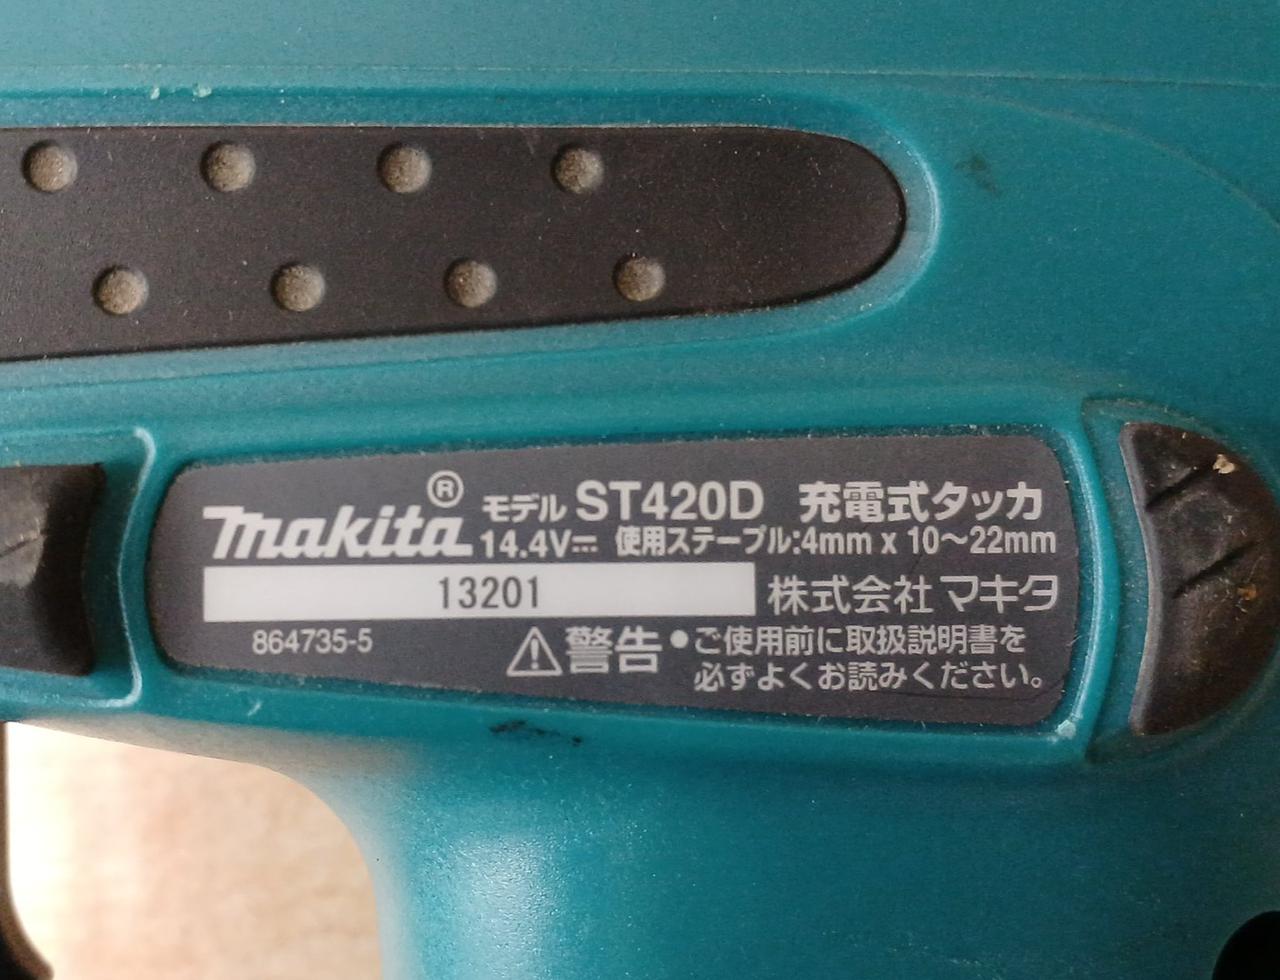 makita® モデル ST420D 充電式タッカ
14.4V⎓ 使用ステープル:4mm x 10～22mm
13201 株式会社 マキタ
864735-5 ⚠警告 •ご使用前に取扱説明書を
必ずよくお読みください。